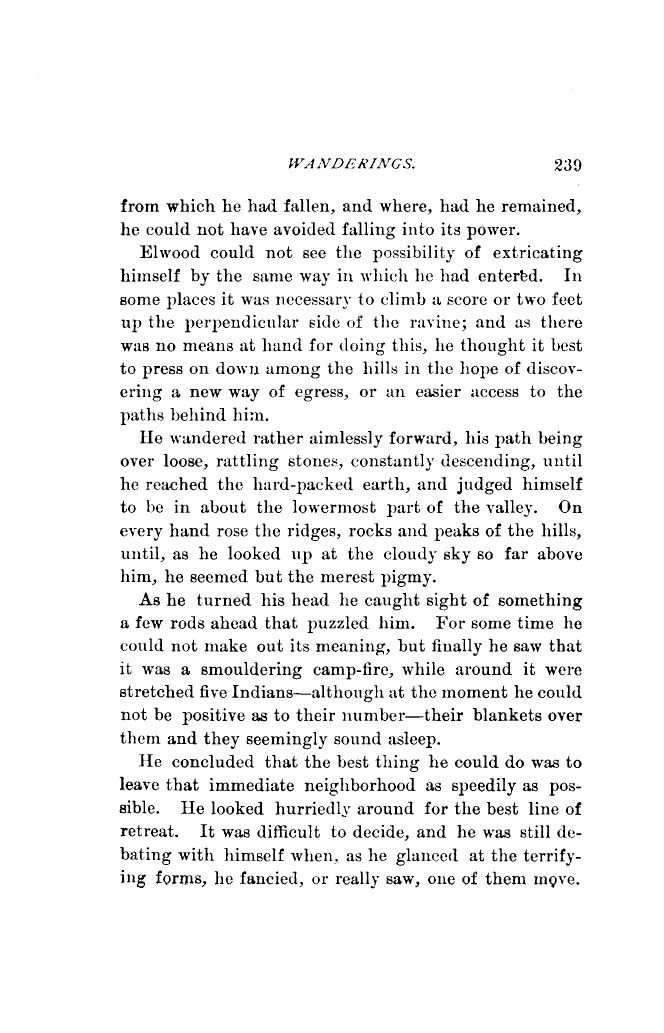 WANDERINGS. 239
from which he had fallen, and where, had he remained,
he could not have avoided falling into its power.
Elwood could not see the possibility of extricating
himself by the same way in which he had entered. In
some places it was necessary to climb a score or two feet
up the perpendicular side of the ravine; and as there
was no means at hand for doing this, he thought it best
to press on down among the hills in the hope of discov-
ering a new way of egress, or an easier access to the
paths behind him.
He wandered rather aimlessly forward, his path being
over loose, rattling stones, constantly descending, until
he reached the hard-packed earth, and judged himself
to be in about the lowermost part of the valley. On
every hand rose the ridges, rocks and peaks of the hills,
until, as he looked up at the cloudy sky so far above
him, he seemed but the merest pigmy.
As he turned his head he caught sight of something
a few rods ahead that puzzled him. For some time he
could not make out its meaning, but finally he saw that
it was a smouldering camp-fire, while around it were
stretched five Indians—although at the moment he could
not be positive as to their number—their blankets over
them and they seemingly sound asleep.
He concluded that the best thing he could do was to
leave that immediate neighborhood as speedily as pos-
sible. He looked hurriedly around for the best line of
retreat. It was difficult to decide, and he was still de-
bating with himself when, as he glanced at the terrify-
ing forms, he fancied, or really saw, one of them move.